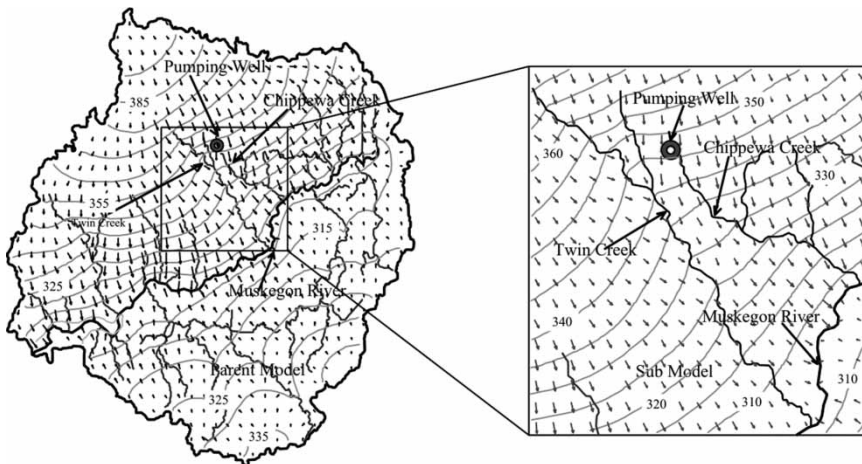 Pumping Well
385
Chippewa Creek
355
Twin Creek
315
325
Muskegon River
Parent Model
325
335
Pumping Well
350
360
Chippewa Creek
330
Twin Creek
340
Muskegon River
Sub Model
310
320
310